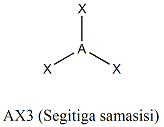 X
A
X X
AX3 (Segitiga samasisi)